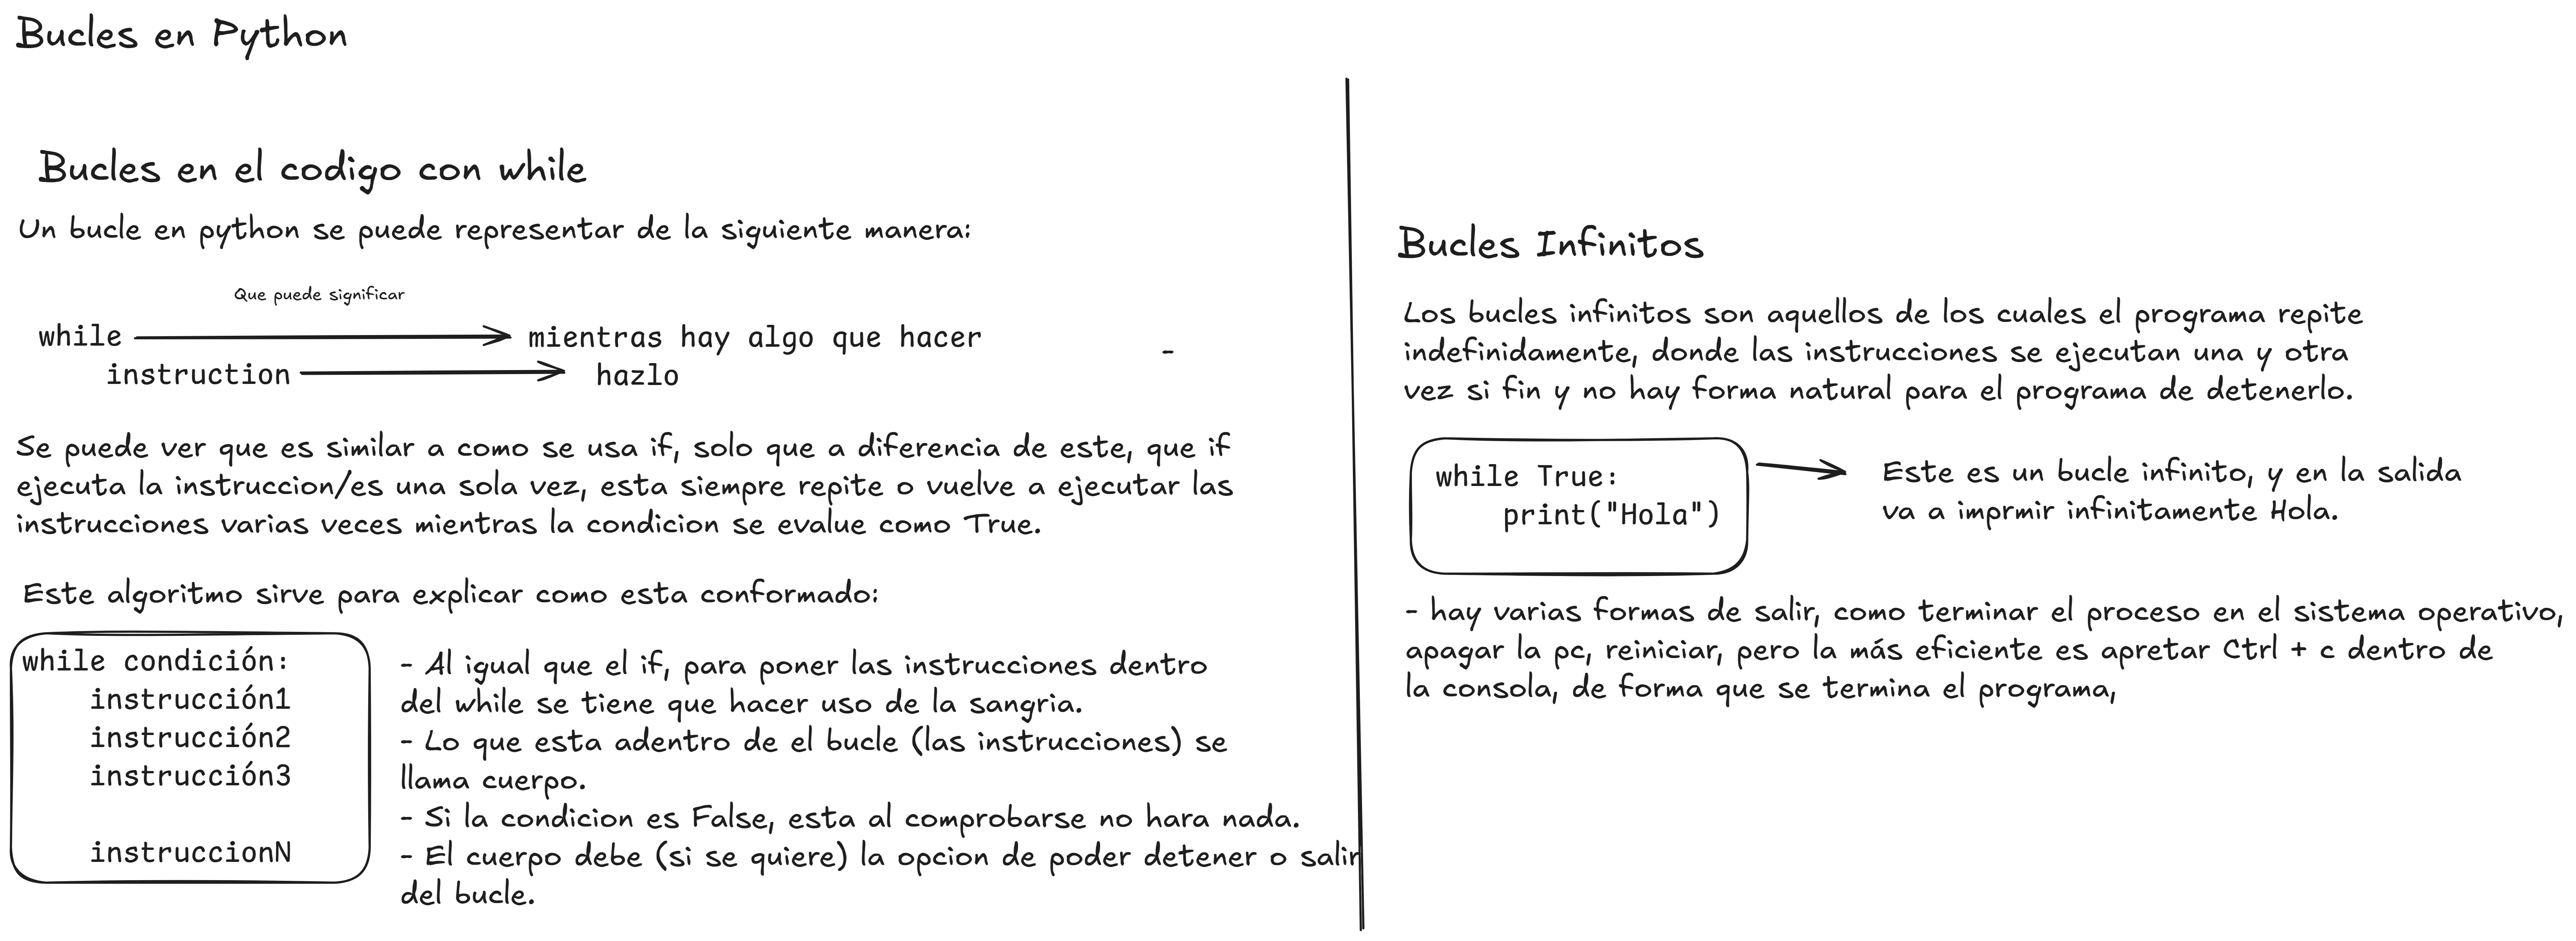 Bucles en Python
Bucles en el codigo con while
Un bucle en python se puede representar de la siguiente manera:
Que puede significar
while mientras hay algo que hacer
instruction hazlo
-
Se puede ver que es similar a como se usa if, solo que a diferencia de este, que if
ejecuta la instruccion/es una sola vez, esta siempre repite o vuelve a ejecutar las
instrucciones varias veces mientras la condicion se evalue como True.
Este algoritmo sirve para explicar como esta conformado:
while condición:
instrucción1
instrucción2
instrucción3
instruccionN
- Al igual que el if, para poner las instrucciones dentro
del while se tiene que hacer uso de la sangria.
- Lo que esta adentro de el bucle (las instrucciones) se
llama cuerpo.
- Si la condicion es False, esta al comprobarse no hara nada.
- El cuerpo debe (si se quiere) la opcion de poder detener o salir
del bucle.
Bucles Infinitos
Los bucles infinitos son aquellos de los cuales el programa repite
indefinidamente, donde las instrucciones se ejecutan una y otra
vez si fin y no hay forma natural para el programa de detenerlo.
while True:
print("Hola")
Este es un bucle infinito, y en la salida
va a imprmir infinitamente Hola.
- hay varias formas de salir, como terminar el proceso en el sistema operativo,
apagar la pc, reiniciar, pero la más eficiente es apretar Ctrl + c dentro de
la consola, de forma que se termina el programa,